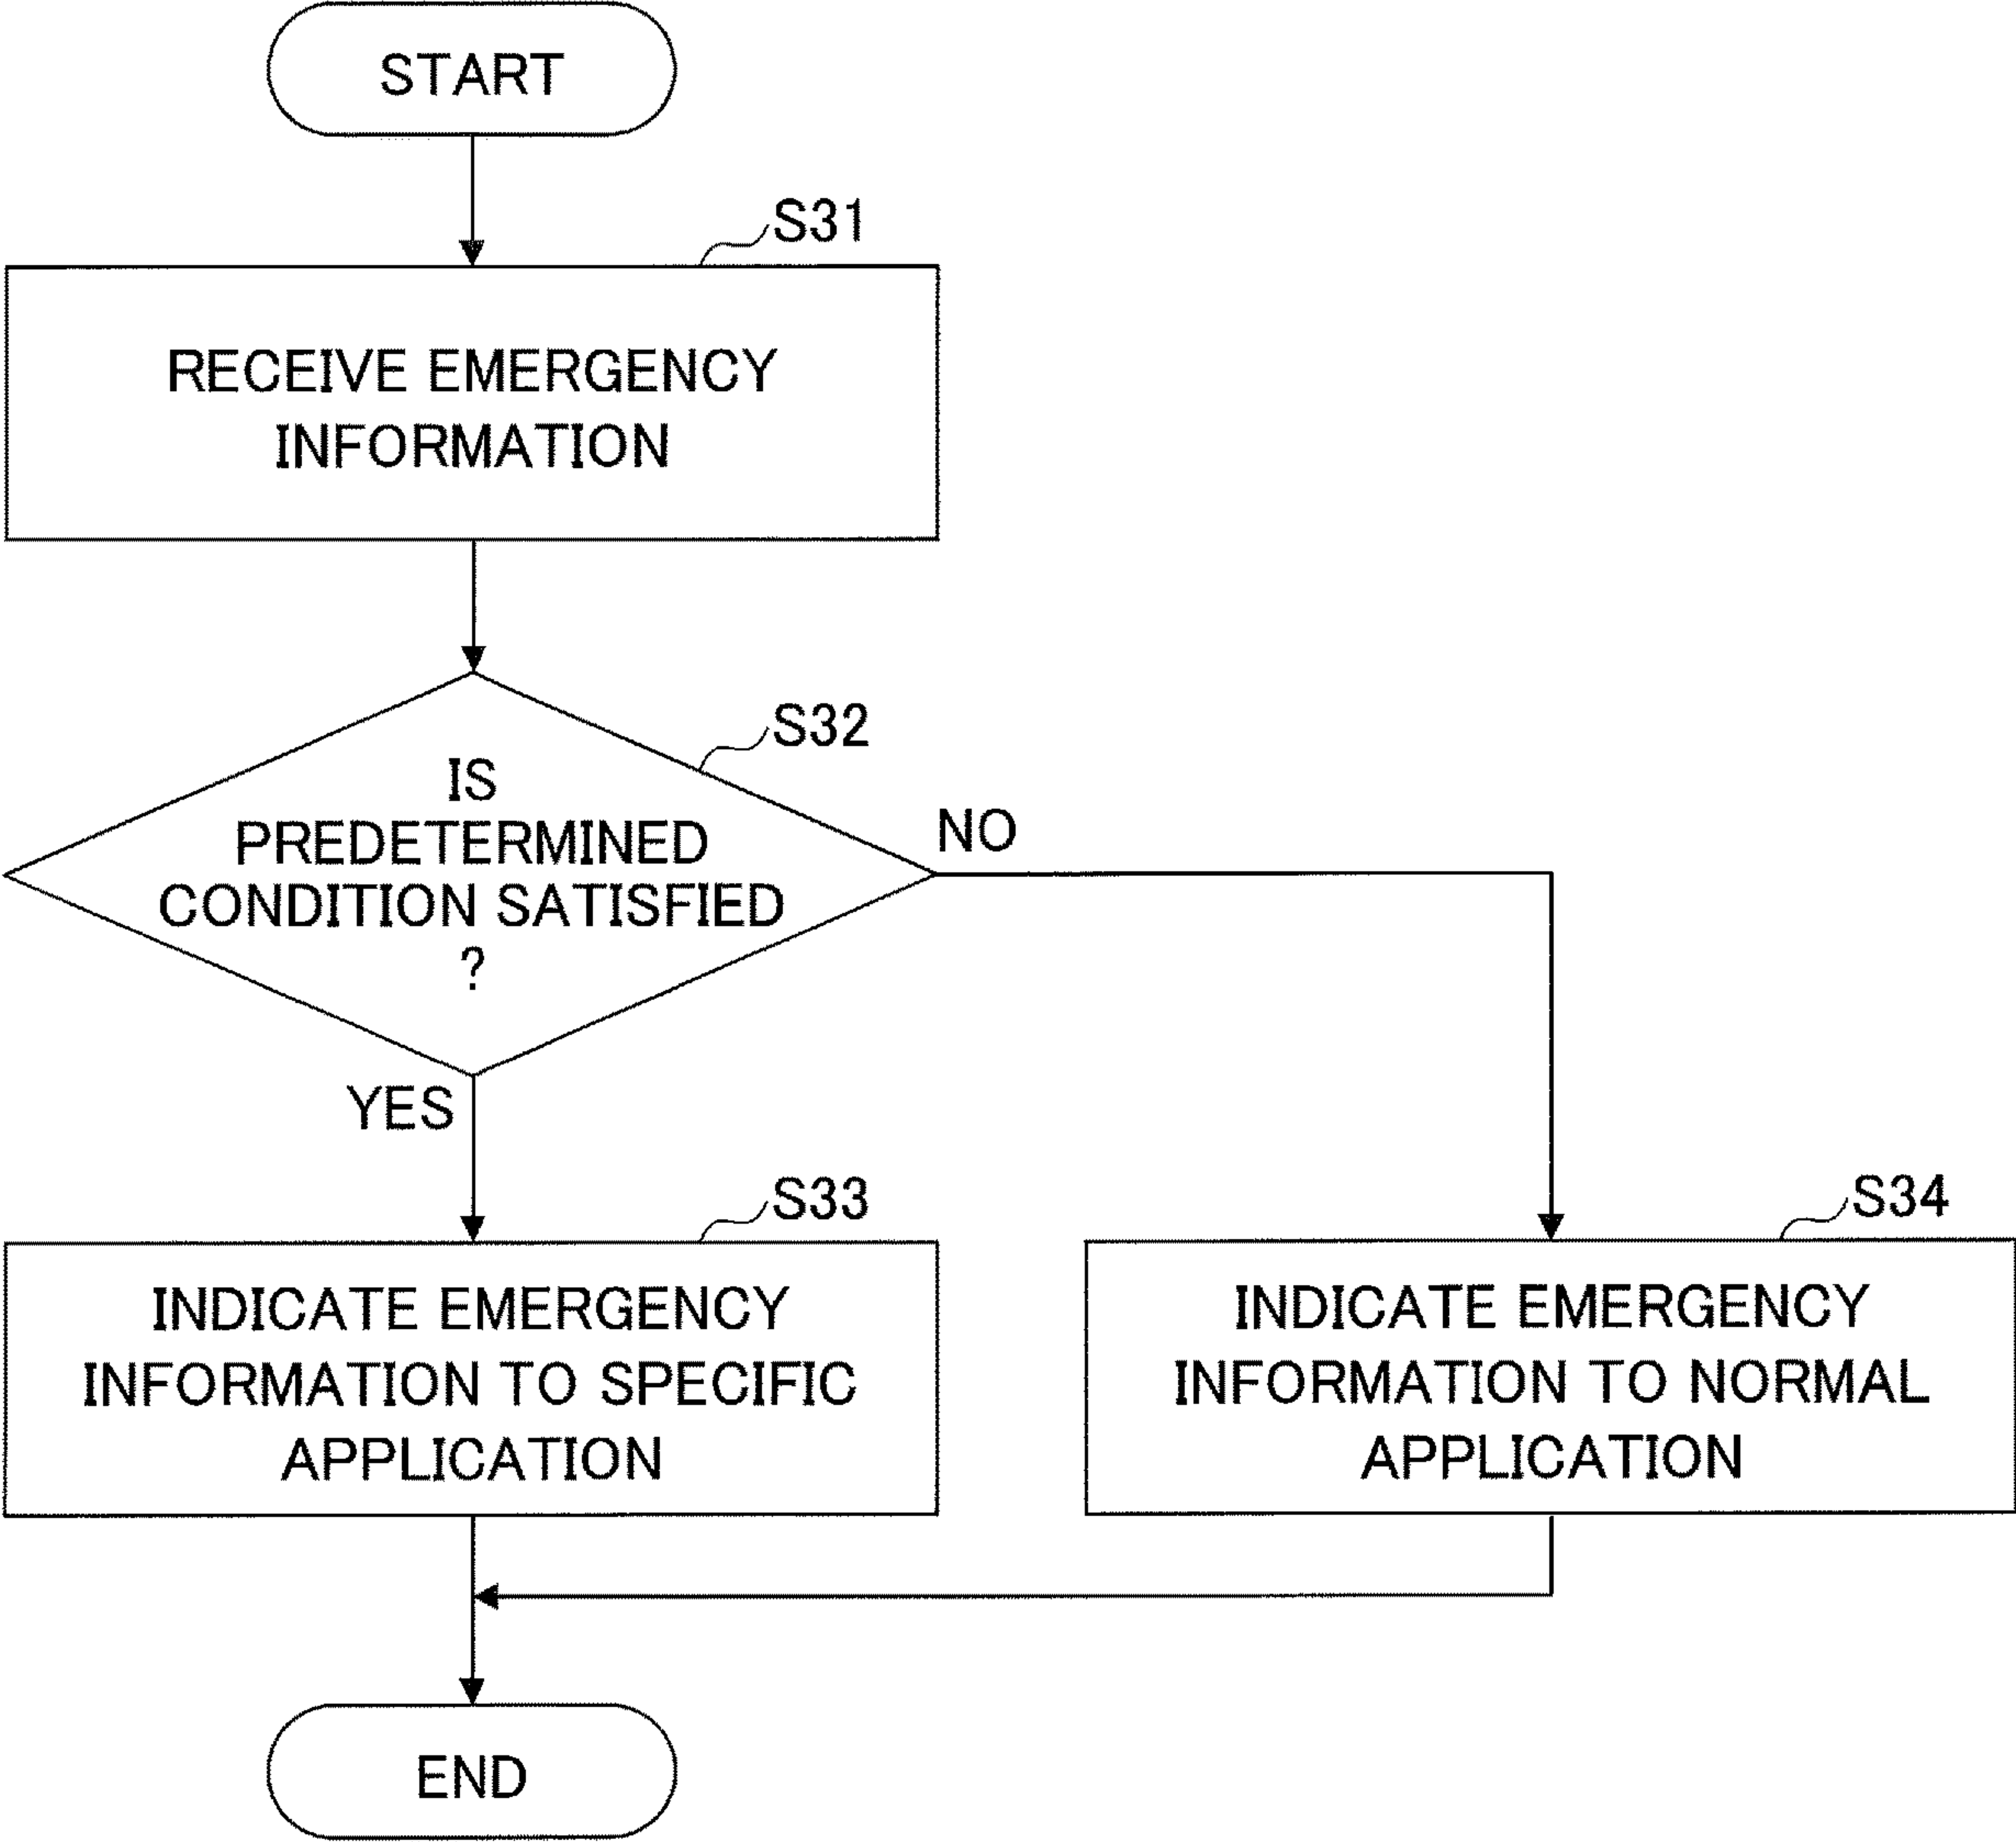 START
S31
RECEIVE EMERGENCY
INFORMATION
S32
IS
PREDETERMINED
CONDITION SATISFIED
?
NO
YES
S33
INDICATE EMERGENCY
INFORMATION TO SPECIFIC
APPLICATION
S34
INDICATE EMERGENCY
INFORMATION TO NORMAL
APPLICATION
END